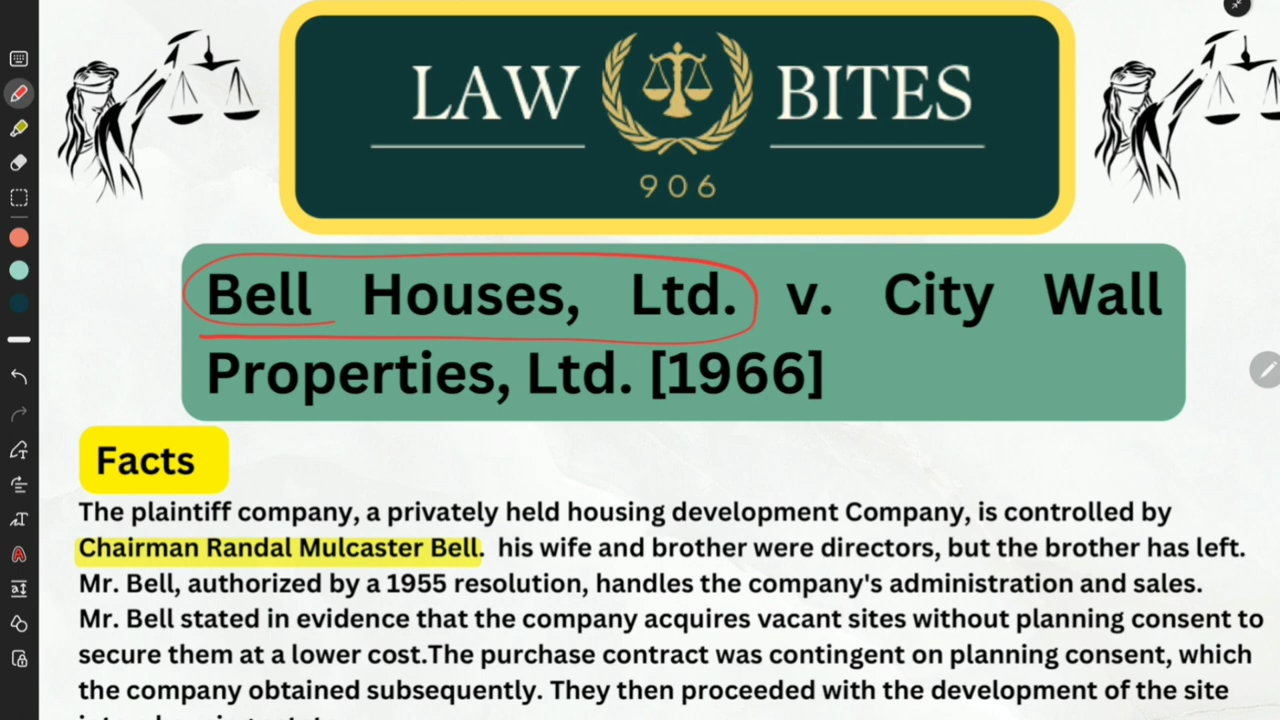 LAW BITES
906
Bell Houses, Ltd. v. City Wall
Properties, Ltd. [1966]
Facts
The plaintiff company, a privately held housing development Company, is controlled by
Chairman Randal Mulcaster Bell. his wife and brother were directors, but the brother has left.
Mr. Bell, authorized by a 1955 resolution, handles the company's administration and sales.
Mr. Bell stated in evidence that the company acquires vacant sites without planning consent to
secure them at a lower cost.The purchase contract was contingent on planning consent, which
the company obtained subsequently. They then proceeded with the development of the site